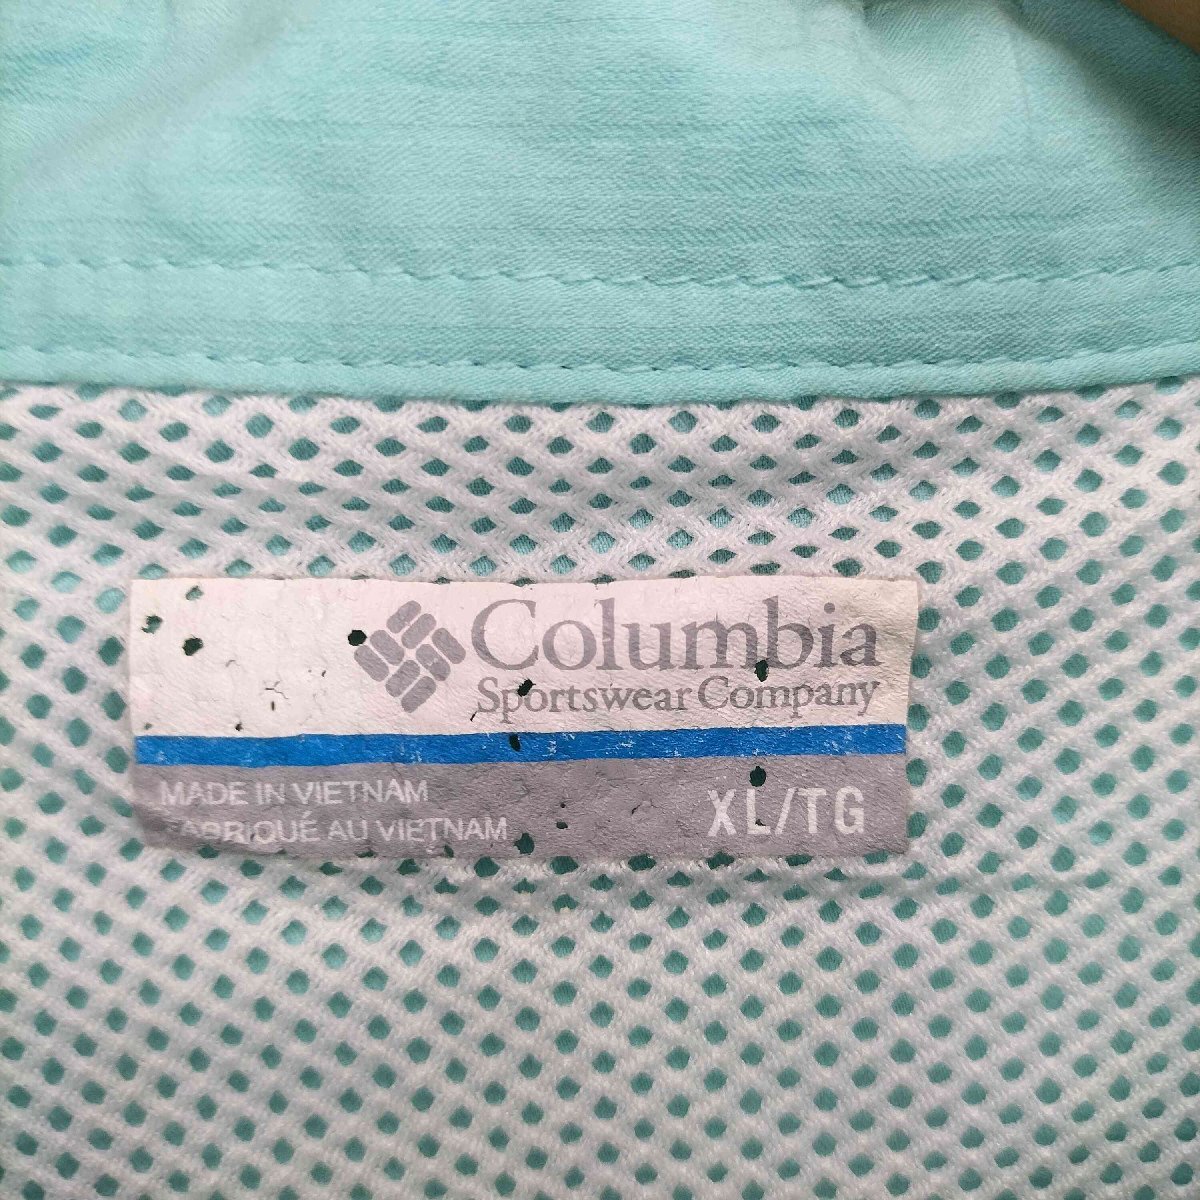 Columbia
Sportswear Company
MADE IN VIETNAM
FABRIQUÉ AU VIETNAM
XL/TG